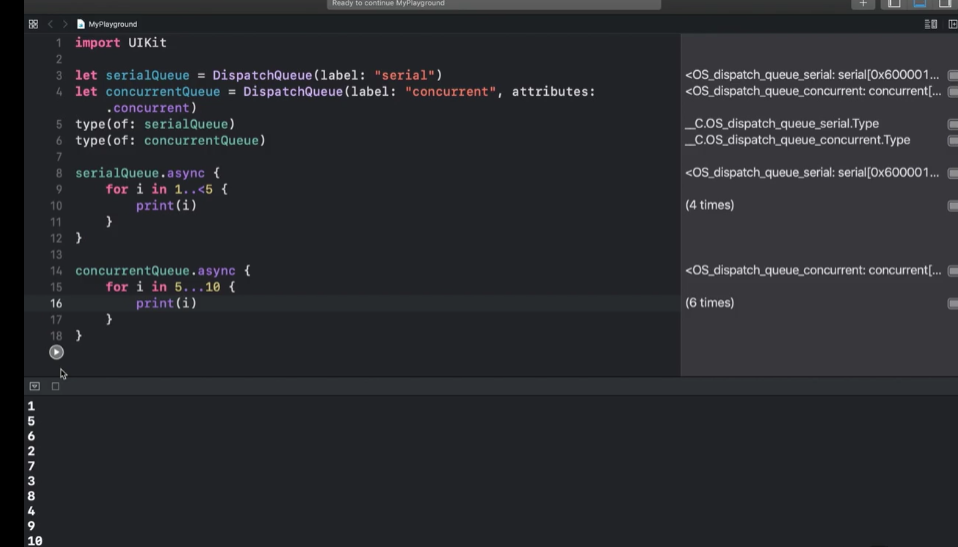 Ready to continue MyPlayground
MyPlayground
1 import UIKit
2
3 let serialQueue = DispatchQueue(label: "serial")
<OS_dispatch_queue_serial: serial[0x600001...
4 let concurrentQueue = DispatchQueue(label: "concurrent", attributes:
<OS_dispatch_queue_concurrent: concurrent[...
.concurrent)
5 type(of: serialQueue)
__C.OS_dispatch_queue_serial.Type
6 type(of: concurrentQueue)
__C.OS_dispatch_queue_concurrent.Type
7
8 serialQueue.async {
<OS_dispatch_queue_serial: serial[0x600001...
9 for i in 1..<5 {
10 print(i)
(4 times)
11 }
12 }
13
14 concurrentQueue.async {
<OS_dispatch_queue_concurrent: concurrent[...
15 for i in 5...10 {
16 print(i)
(6 times)
17 }
18 }
1
5
6
2
7
3
8
4
9
10